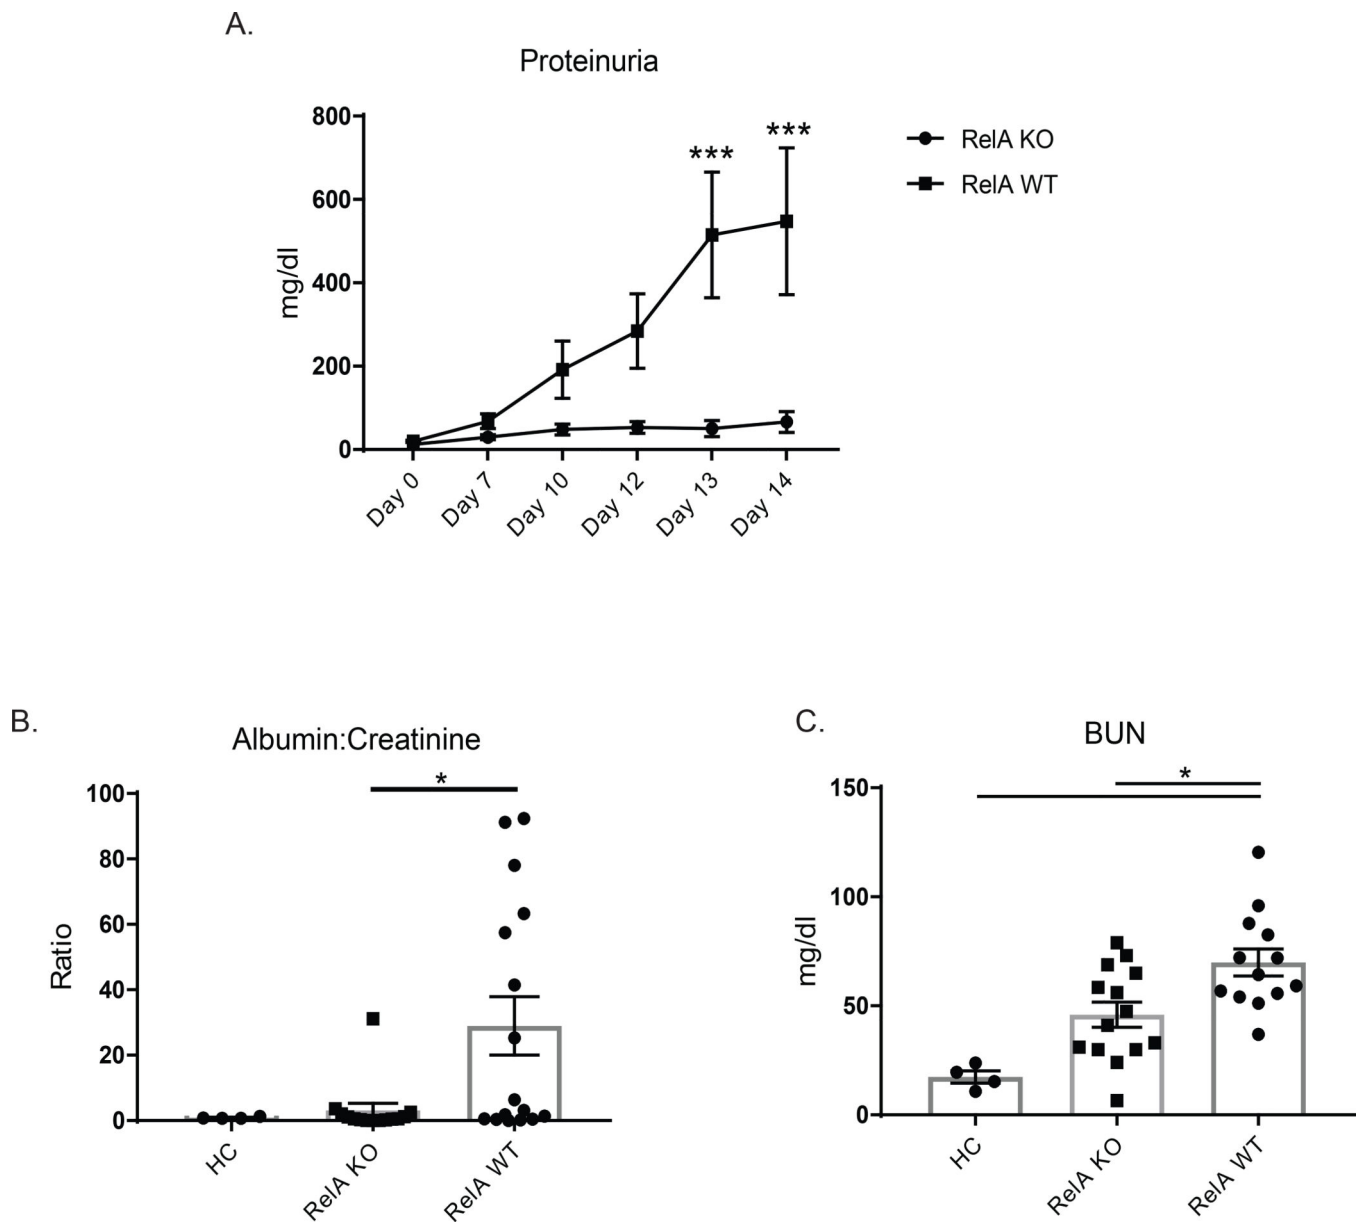 A.
Proteinuria
800
600
400
200
0
mg/dl
***
***
RelA KO
RelA WT
Day 0
Day 7
Day 10
Day 12
Day 13
Day 14
B.
Albumin:Creatinine
*
100
80
60
40
20
0
Ratio
HC
RelA KO
RelA WT
C.
BUN
*
150
100
50
0
mg/dl
HC
RelA KO
RelA WT